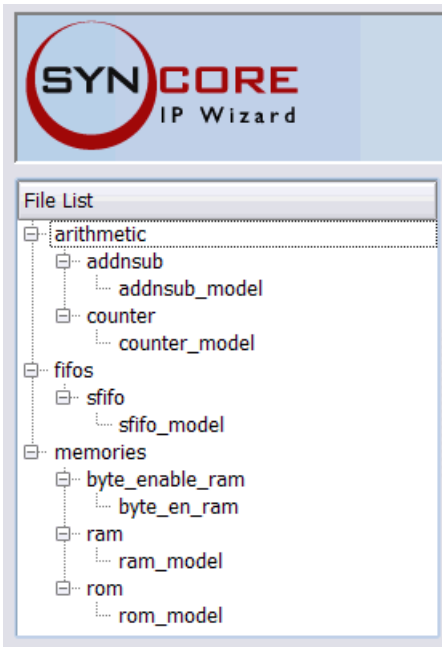 SYNCORE
IP Wizard
File List
arithmetic
addnsub
addnsub_model
counter
counter_model
fifos
sfifo
sfifo_model
memories
byte_enable_ram
byte_en_ram
ram
ram_model
rom
rom_model